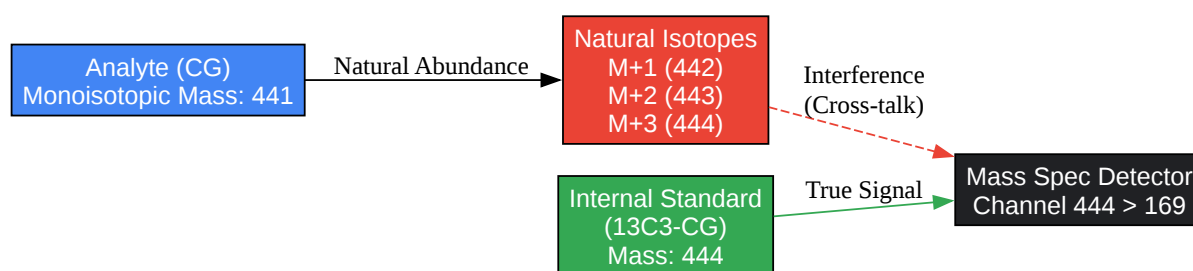 Analyte (CG)
Monoisotopic Mass: 441
Natural Abundance
Natural Isotopes
M+1 (442)
M+2 (443)
M+3 (444)
Interference
(Cross-talk)
Internal Standard
(13C3-CG)
Mass: 444
True Signal
Mass Spec Detector
Channel 444 > 169